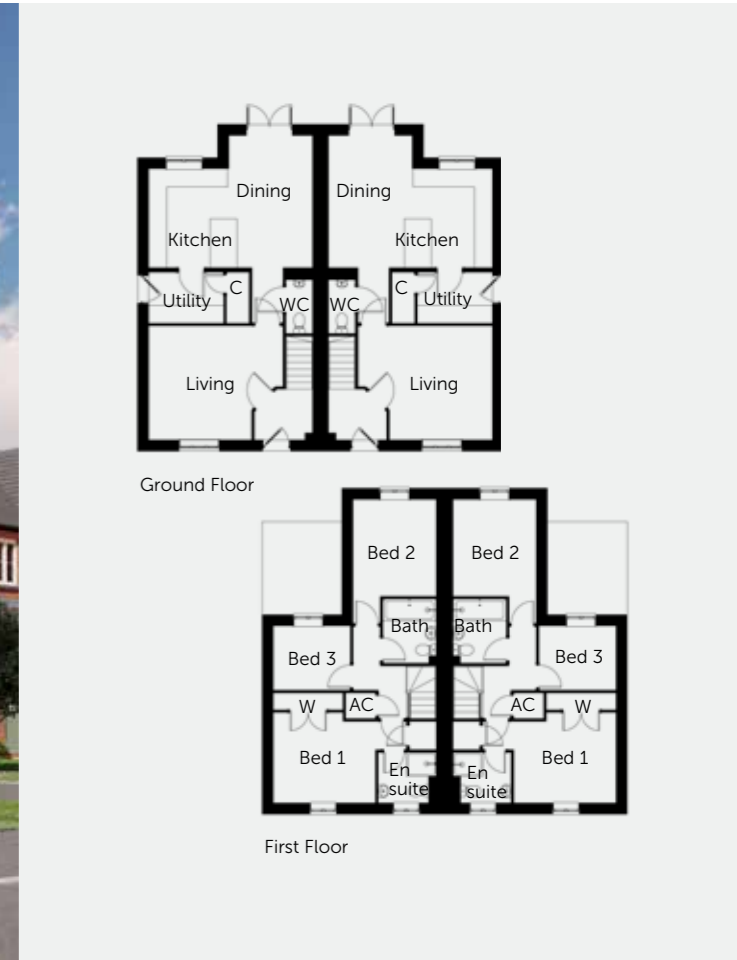 Dining
Dining
Kitchen
Kitchen
Utility
C
WC
WC
C
Utility
Living
Living
Ground Floor
Bed 2
Bed 2
Bath
Bath
Bed 3
Bed 3
W
AC
AC
W
Bed 1
Bed 1
En
suite
En
suite
First Floor